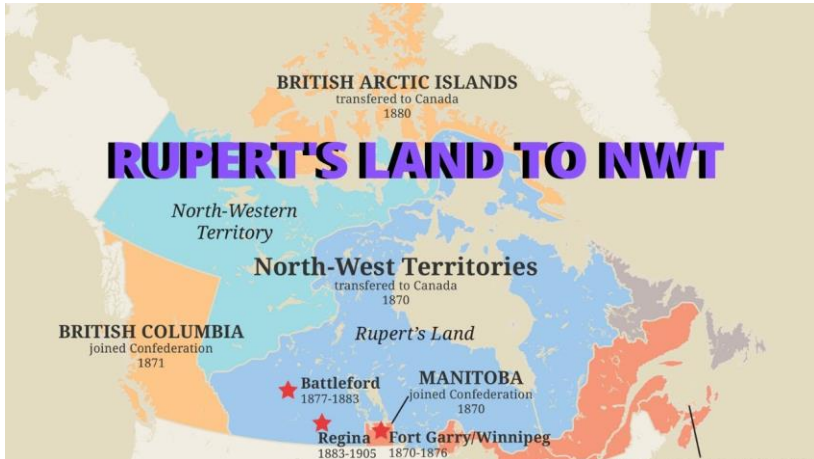 BRITISH ARCTIC ISLANDS
transfered to Canada
1880
RUPERT'S LAND TO NWT
North-Western
Territory
North-West Territories
transfered to Canada
1870
BRITISH COLUMBIA
joined Confederation
1871
Rupert's Land
Battleford
1877-1883
MANITOBA
joined Confederation
1870
Regina
1883-1905
Fort Garry/Winnipeg
1870-1876